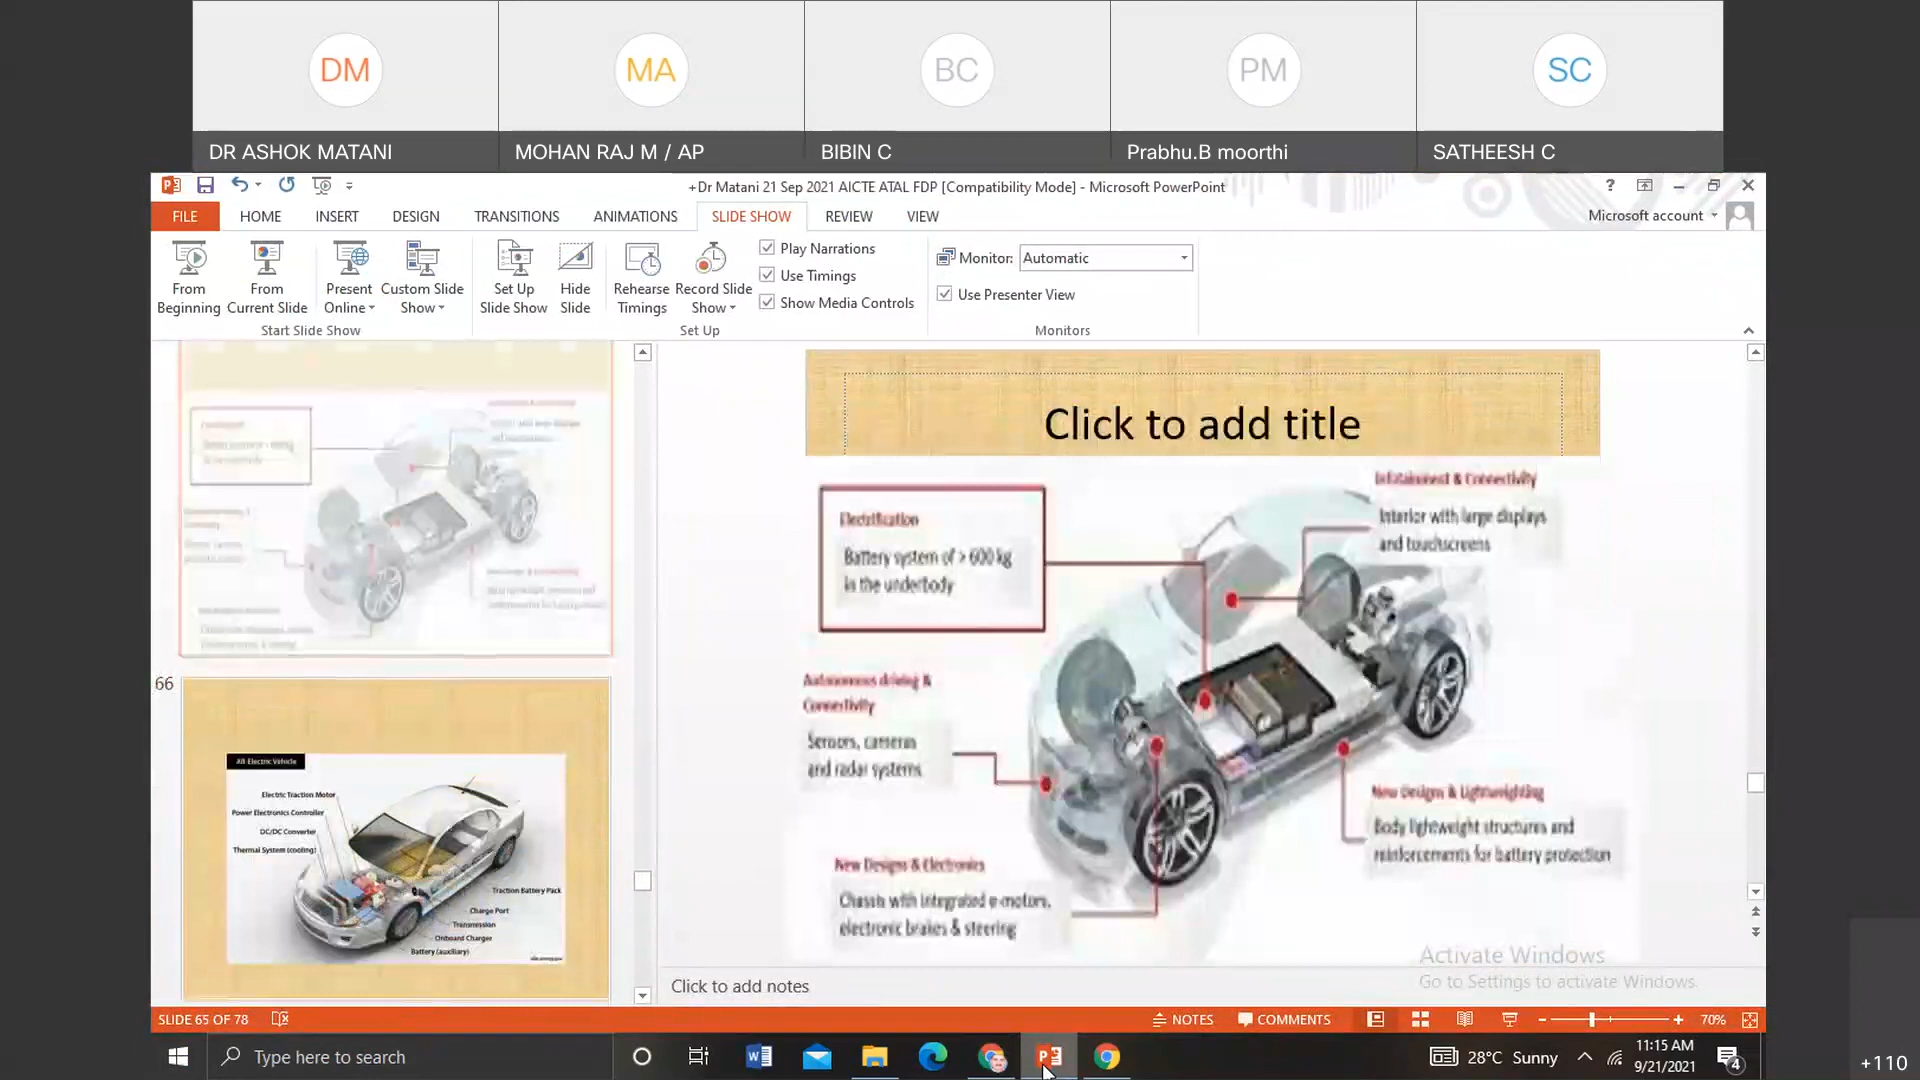 DM
MA
BC
PM
SC
DR ASHOK MATANI
MOHAN RAJ M / AP
BIBIN C
Prabhu.B moorthi
SATHEESH C
+Dr Matani 21 Sep 2021 AICTE ATAL FDP [Compatibility Mode] - Microsoft PowerPoint
?
FILE
HOME
INSERT
DESIGN
TRANSITIONS
ANIMATIONS
SLIDE SHOW
REVIEW
VIEW
Microsoft account
From
Beginning
From
Current Slide
Present
Online
Custom Slide
Show
Set Up
Slide Show
Hide
Slide
Rehearse
Timings
Record Slide
Show
Play Narrations
Use Timings
Show Media Controls
Monitor: Automatic
Use Presenter View
Start Slide Show
Set Up
Monitors
66
All-Electric Vehicle
Electric Traction Motor
Power Electronics Controller
DC/DC Converter
Thermal System (cooling)
Traction Battery Pack
Charge Port
Transmission
Onboard Charger
Battery (auxiliary)
Click to add title
Electrification
Battery system of > 600 kg
in the underbody
Infotainment & Connectivity
Interior with large displays
and touchscreens
Autonomous driving &
Connectivity
Sensors, cameras
and radar systems
New Designs & Electronics
Chassis with integrated e-motors,
electronic brakes & steering
New Designs & Lightweighting
Body lightweight structures and
reinforcements for battery protection
Activate Windows
Go to Settings to activate Windows.
Click to add notes
SLIDE 65 OF 78
NOTES
COMMENTS
70%
Type here to search
28°C Sunny
11:15 AM
9/21/2021
4
+110